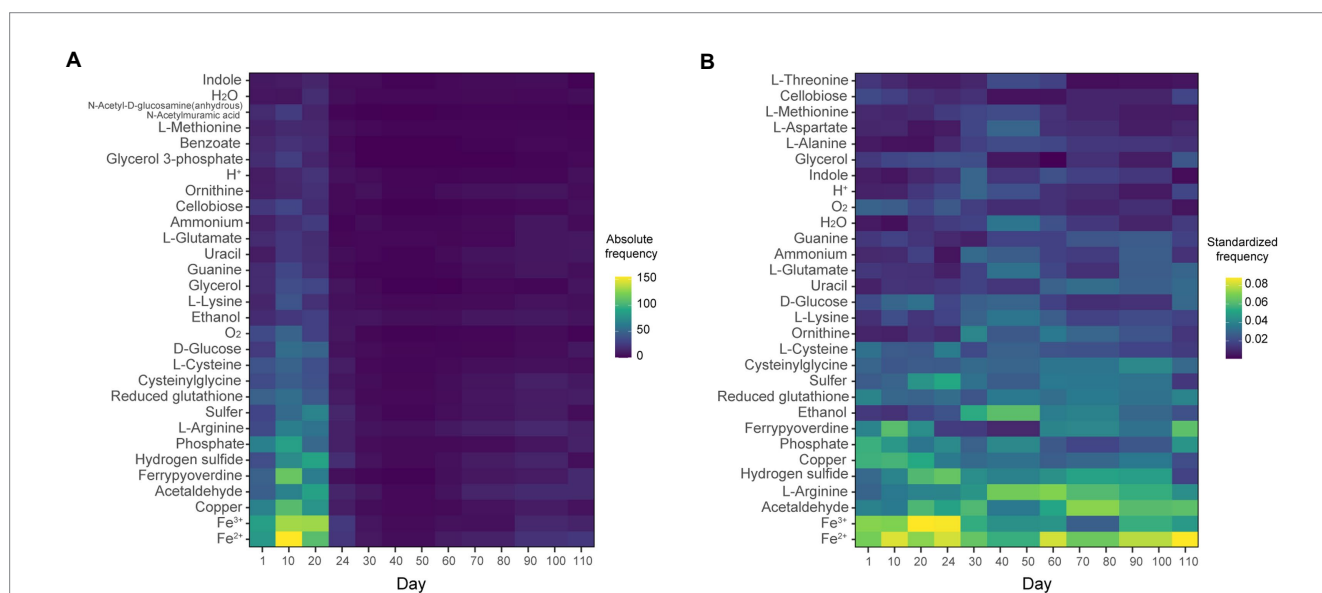 A
Indole
H2O
N-Acetyl-D-glucosamine(anhydrous)
N-Acetylmuramic acid
L-Methionine
Benzoate
Glycerol 3-phosphate
H+
Ornithine
Cellobiose
Ammonium
L-Glutamate
Uracil
Guanine
Glycerol
L-Lysine
Ethanol
O2
D-Glucose
L-Cysteine
Cysteinylglycine
Reduced glutathione
Sulfer
L-Arginine
Phosphate
Hydrogen sulfide
Ferrypyoverdine
Acetaldehyde
Copper
Fe3+
Fe2+
1 10 20 24 30 40 50 60 70 80 90 100 110
Day
Absolute
frequency
150
100
50
0
B
L-Threonine
Cellobiose
L-Methionine
L-Aspartate
L-Alanine
Glycerol
Indole
H+
O2
H2O
Guanine
Ammonium
L-Glutamate
Uracil
D-Glucose
L-Lysine
Ornithine
L-Cysteine
Cysteinylglycine
Sulfer
Reduced glutathione
Ethanol
Ferrypyoverdine
Phosphate
Copper
Hydrogen sulfide
L-Arginine
Acetaldehyde
Fe3+
Fe2+
1 10 20 24 30 40 50 60 70 80 90 100 110
Day
Standardized
frequency
0.08
0.06
0.04
0.02